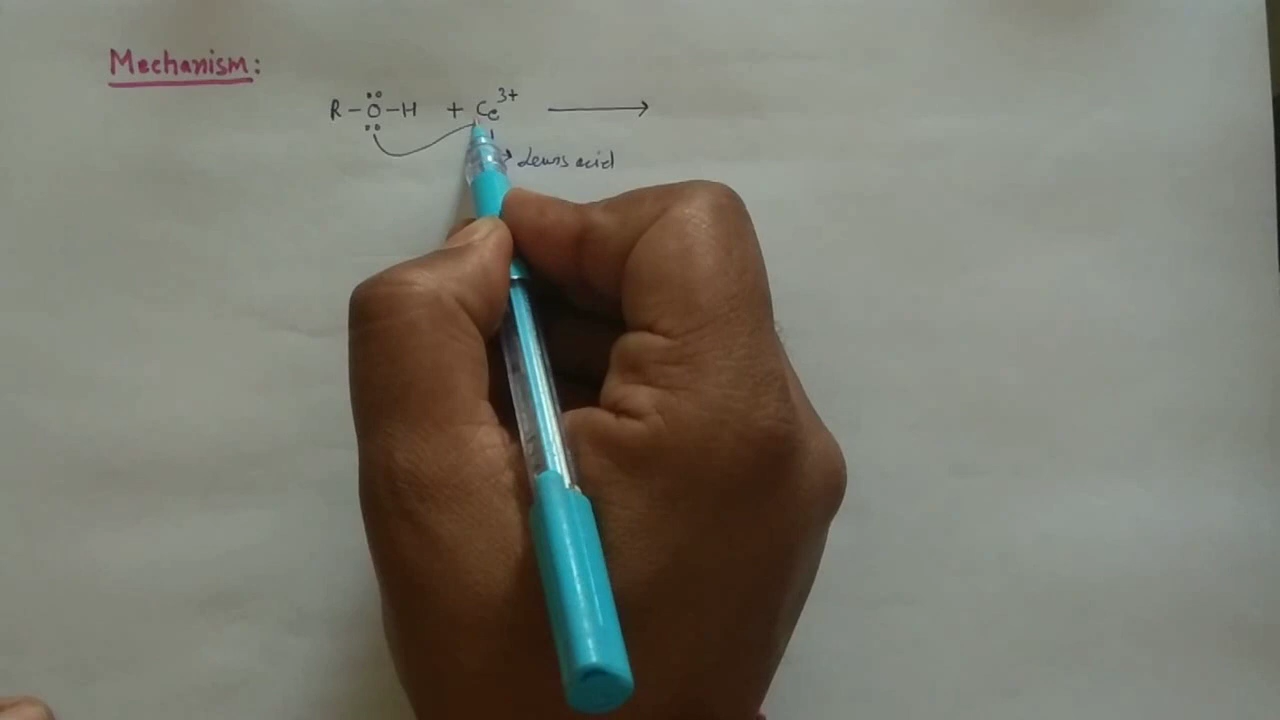 Mechanism:
R-Ö-H + Ce³⁺ ⟶
Lewis acid